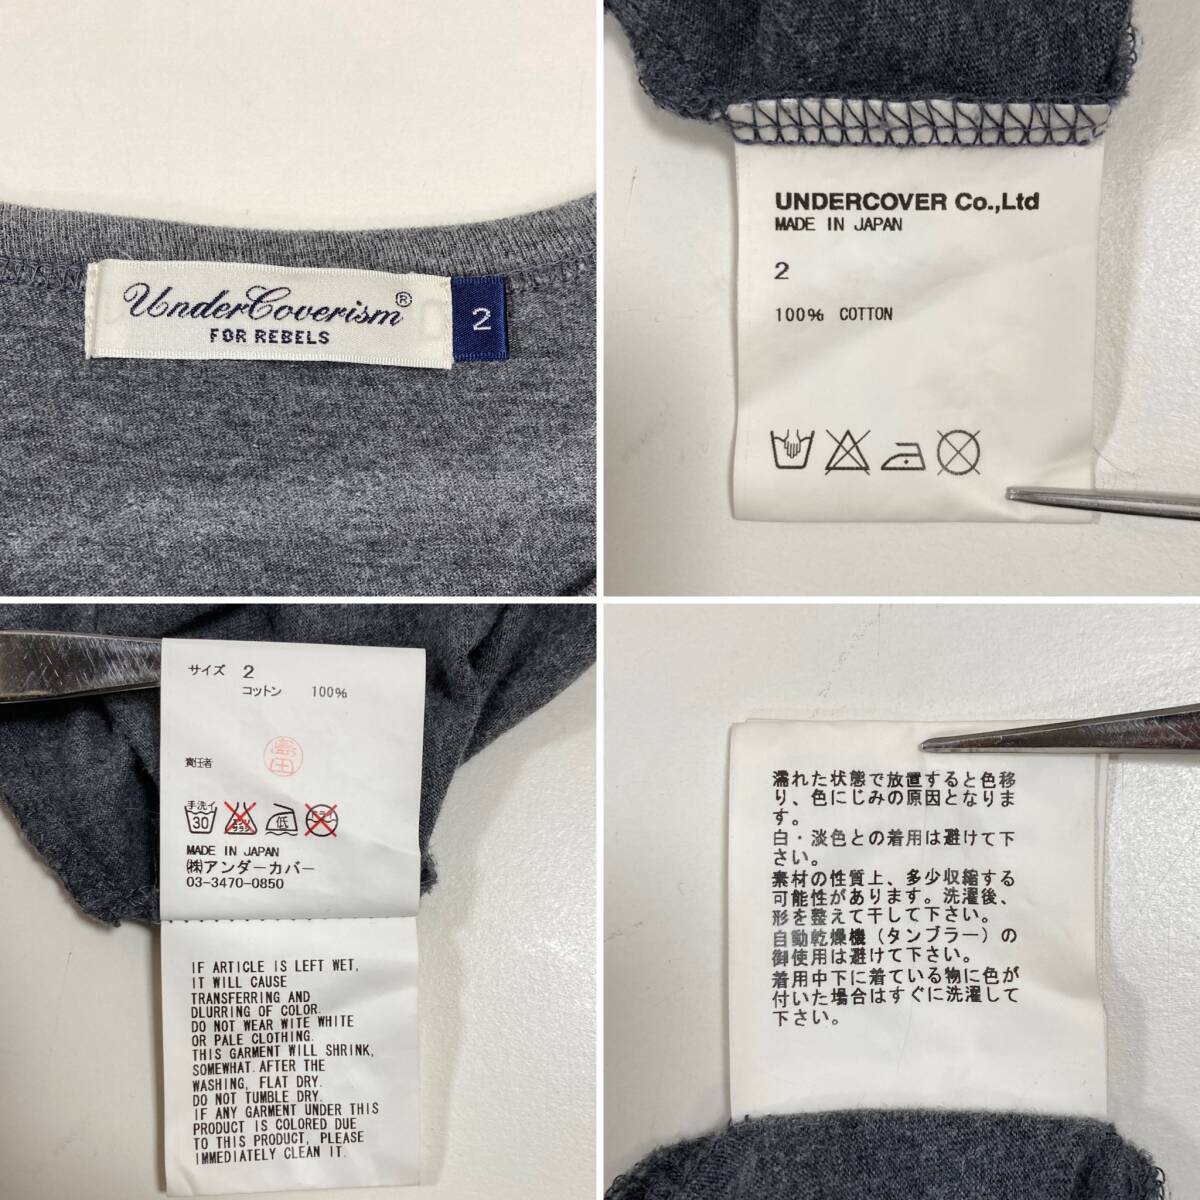 UnderCoverism®
FOR REBELS
2
UNDERCOVER Co.,Ltd
MADE IN JAPAN
2
100% COTTON
サイズ 2
コットン 100%
責任者
島田
手洗イ
30
エンソ
サラシ
低
ドライ
MADE IN JAPAN
㈱アンダーカバー
03-3470-0850
IF ARTICLE IS LEFT WET,
IT WILL CAUSE
TRANSFERRING AND
DLURRING OF COLOR.
DO NOT WEAR WITE WHITE
OR PALE CLOTHING.
THIS GARMENT WILL SHRINK,
SOMEWHAT.AFTER THE
WASHING, FLAT DRY.
DO NOT TUMBLE DRY.
IF ANY GARMENT UNDER THIS
PRODUCT IS COLORED DUE
TO THIS PRODUCT, PLEASE
IMMEDIATELY CLEAN IT.
濡れた状態で放置すると色移
り、色にじみの原因となりま
す。
白・淡色との着用は避けて下
さい。
素材の性質上、多少収縮する
可能性があります。洗濯後、
形を整えて干して下さい。
自動乾燥機（タンブラー）の
御使用は避けて下さい。
着用中下に着ている物に色が
付いた場合はすぐに洗濯して
下さい。